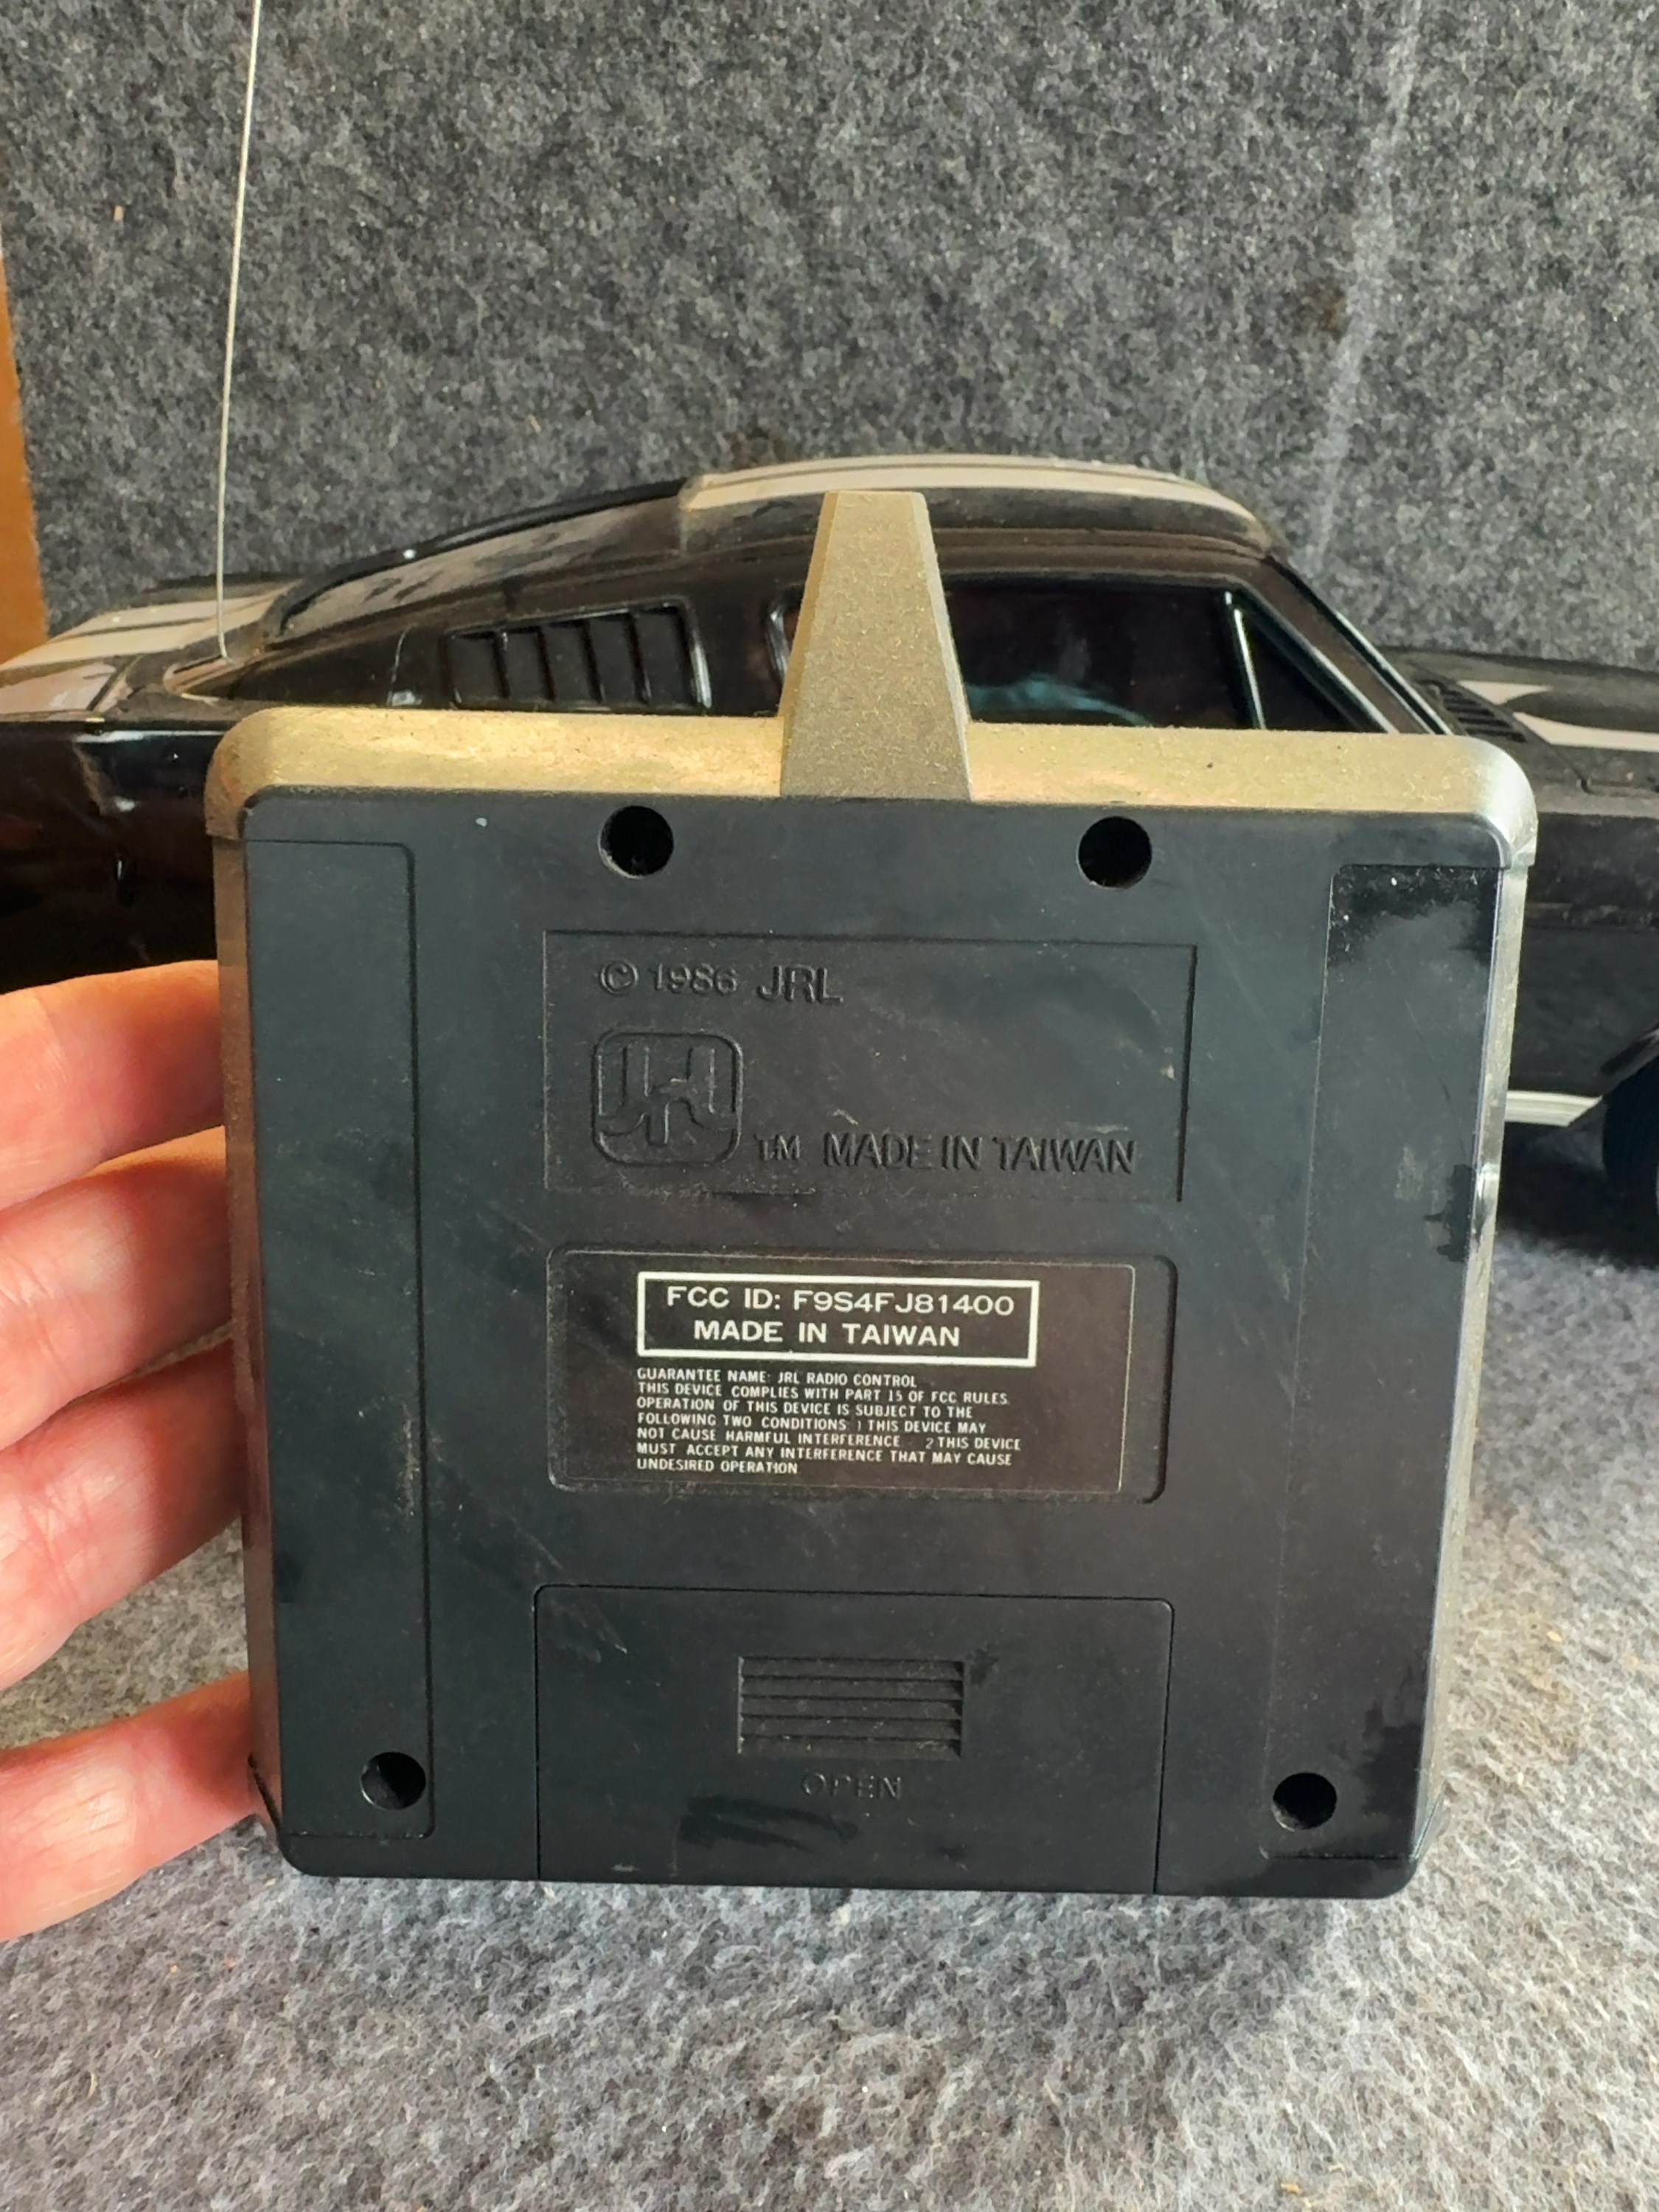 © 1986 JRL
JRL
TM MADE IN TAIWAN
FCC ID: F9S4FJ81400
MADE IN TAIWAN
GUARANTEE NAME: JRL RADIO CONTROL
THIS DEVICE COMPLIES WITH PART 15 OF FCC RULES.
OPERATION OF THIS DEVICE IS SUBJECT TO THE
FOLLOWING TWO CONDITIONS: 1 THIS DEVICE MAY
NOT CAUSE HARMFUL INTERFERENCE. 2 THIS DEVICE
MUST ACCEPT ANY INTERFERENCE THAT MAY CAUSE
UNDESIRED OPERATION.
OPEN